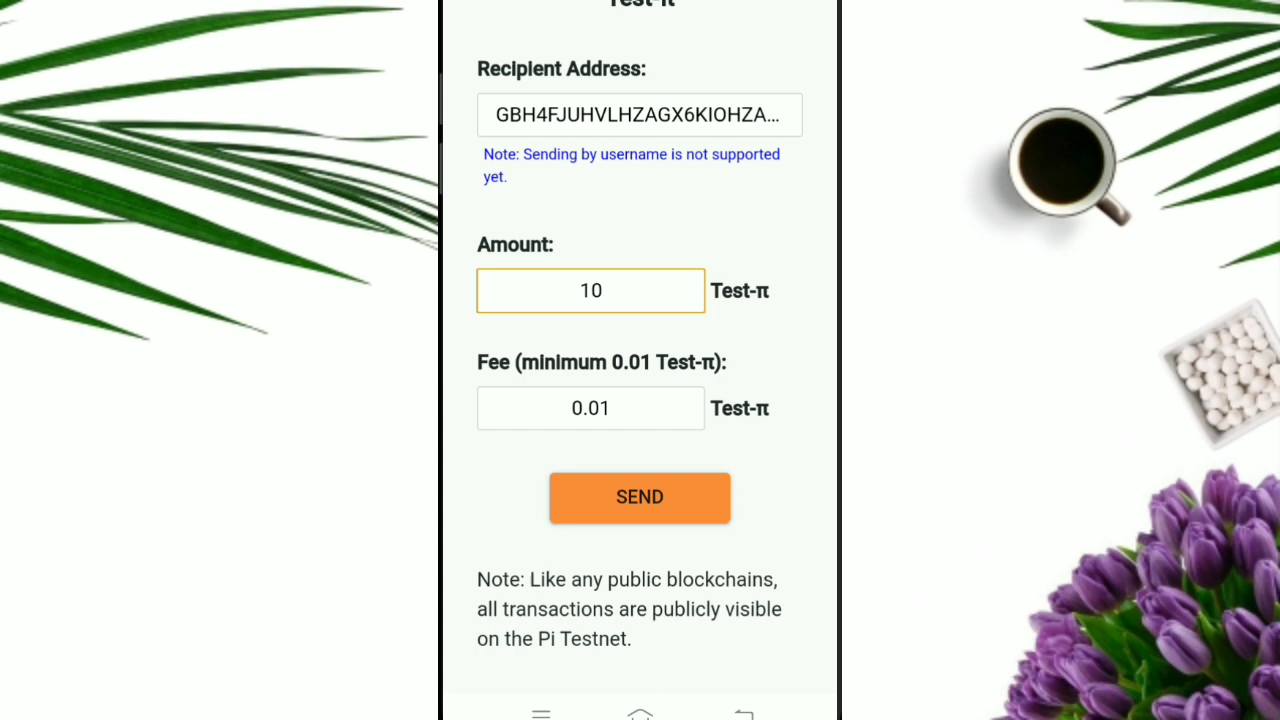 Test-π
Recipient Address:
GBH4FJUHVLHZAGX6KIOHZA...
Note: Sending by username is not supported
yet.
Amount:
10 Test-π
Fee (minimum 0.01 Test-π):
0.01 Test-π
SEND
Note: Like any public blockchains,
all transactions are publicly visible
on the Pi Testnet.